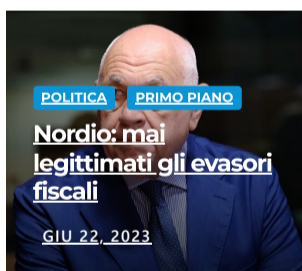 POLITICA PRIMO PIANO
Nordio: mai
legittimati gli evasori
fiscali
GIU 22, 2023